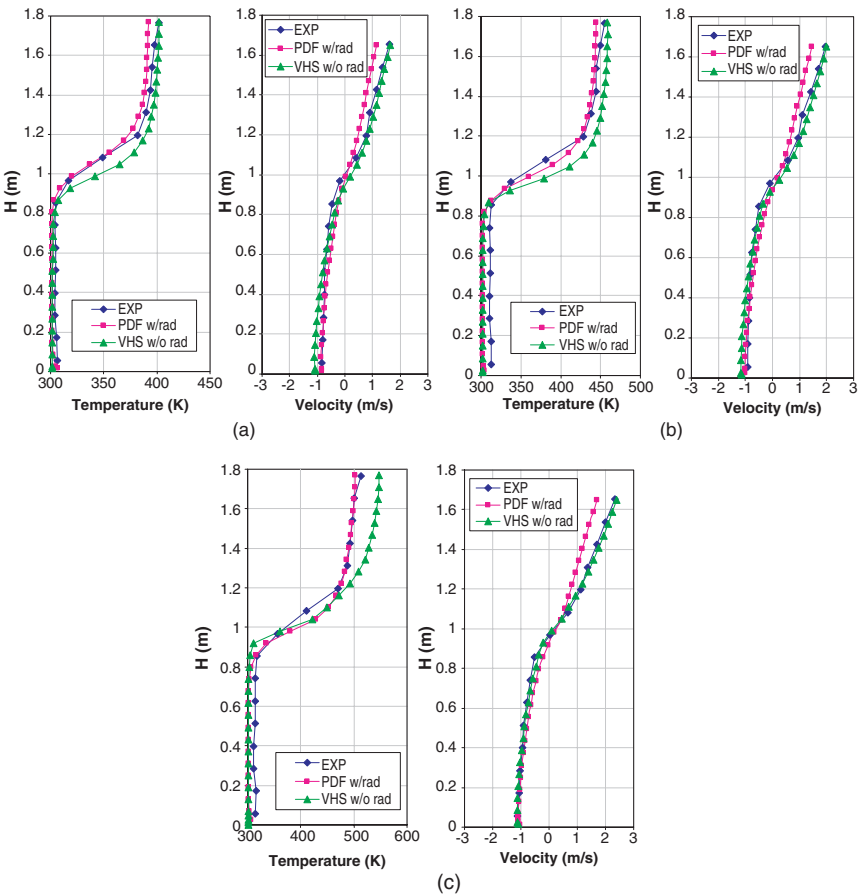 1.8
1.6
1.4
1.2
1
0.8
0.6
0.4
0.2
0
H (m)
EXP
PDF w/rad
VHS w/o rad
300 350 400 450
Temperature (K)
1.8
1.6
1.4
1.2
1
0.8
0.6
0.4
0.2
0
H (m)
EXP
PDF w/rad
VHS w/o rad
-3 -2 -1 0 1 2 3
Velocity (m/s)
(a)
1.8
1.6
1.4
1.2
1
0.8
0.6
0.4
0.2
0
H (m)
EXP
PDF w/rad
VHS w/o rad
300 350 400 450 500
Temperature (K)
1.8
1.6
1.4
1.2
1
0.8
0.6
0.4
0.2
0
H (m)
EXP
PDF w/rad
VHS w/o rad
-3 -2 -1 0 1 2 3
Velocity (m/s)
(b)
1.8
1.6
1.4
1.2
1
0.8
0.6
0.4
0.2
0
H (m)
EXP
PDF w/rad
VHS w/o rad
300 400 500 600
Temperature (K)
1.8
1.6
1.4
1.2
1
0.8
0.6
0.4
0.2
0
H (m)
EXP
PDF w/rad
VHS w/o rad
-3 -2 -1 0 1 2 3
Velocity (m/s)
(c)